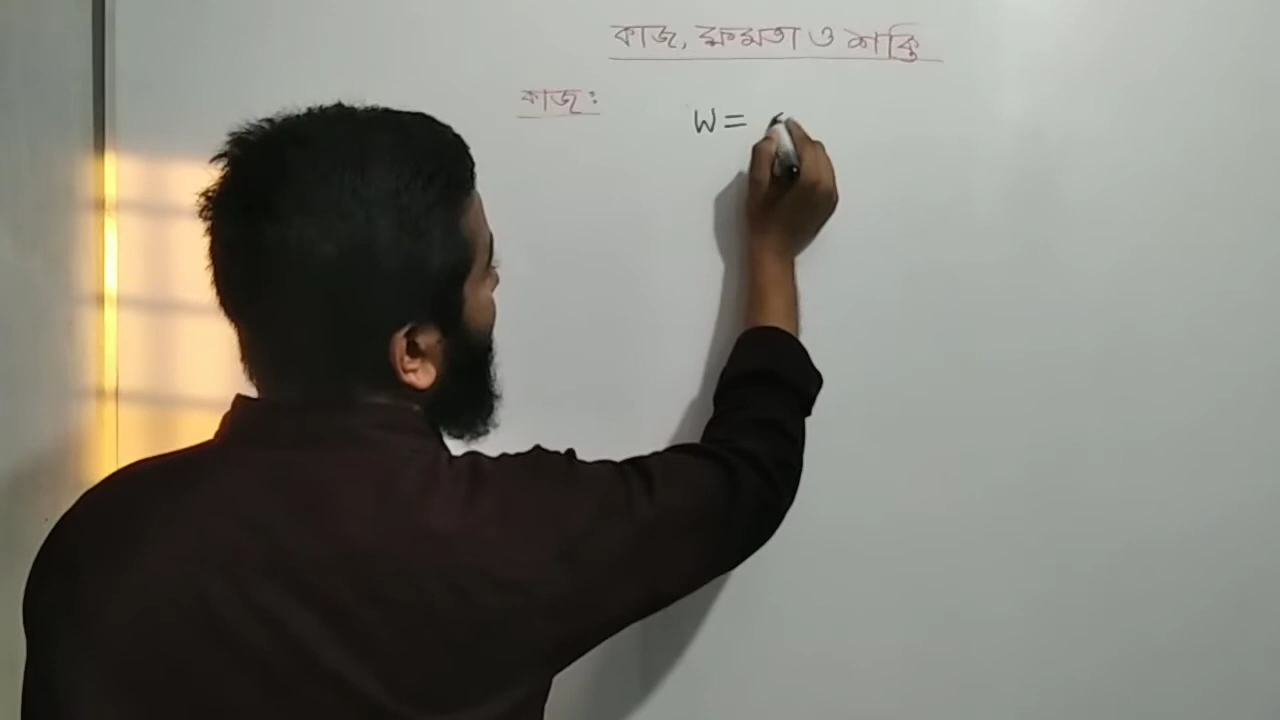 কাজ, ক্ষমতা ও শক্তি
কাজঃ W =